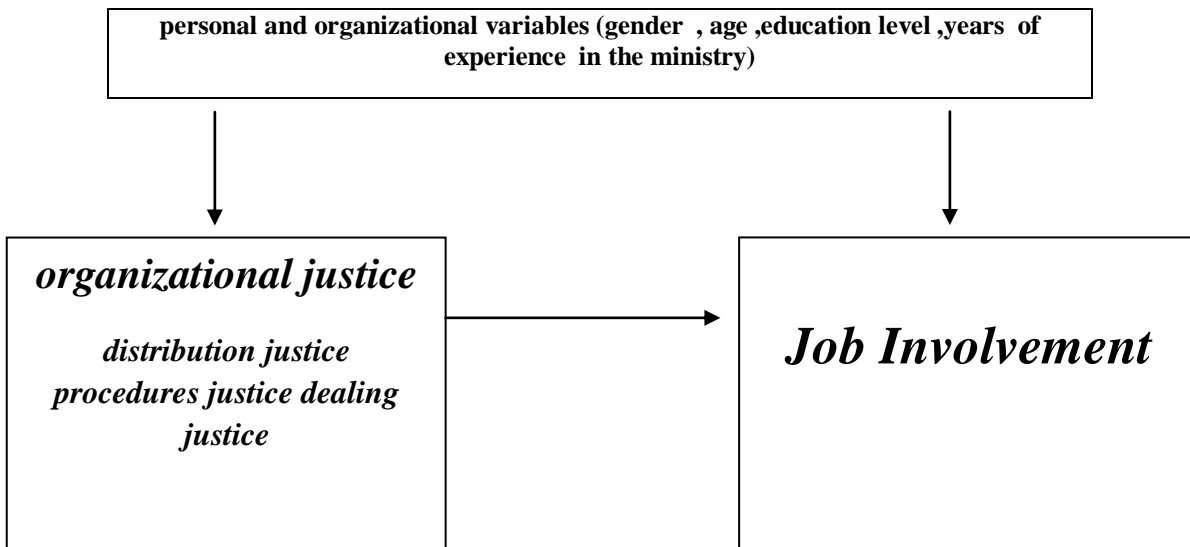 personal and organizational variables (gender , age ,education level ,years of
experience in the ministry)
organizational justice
distribution justice
procedures justice dealing
justice
Job Involvement